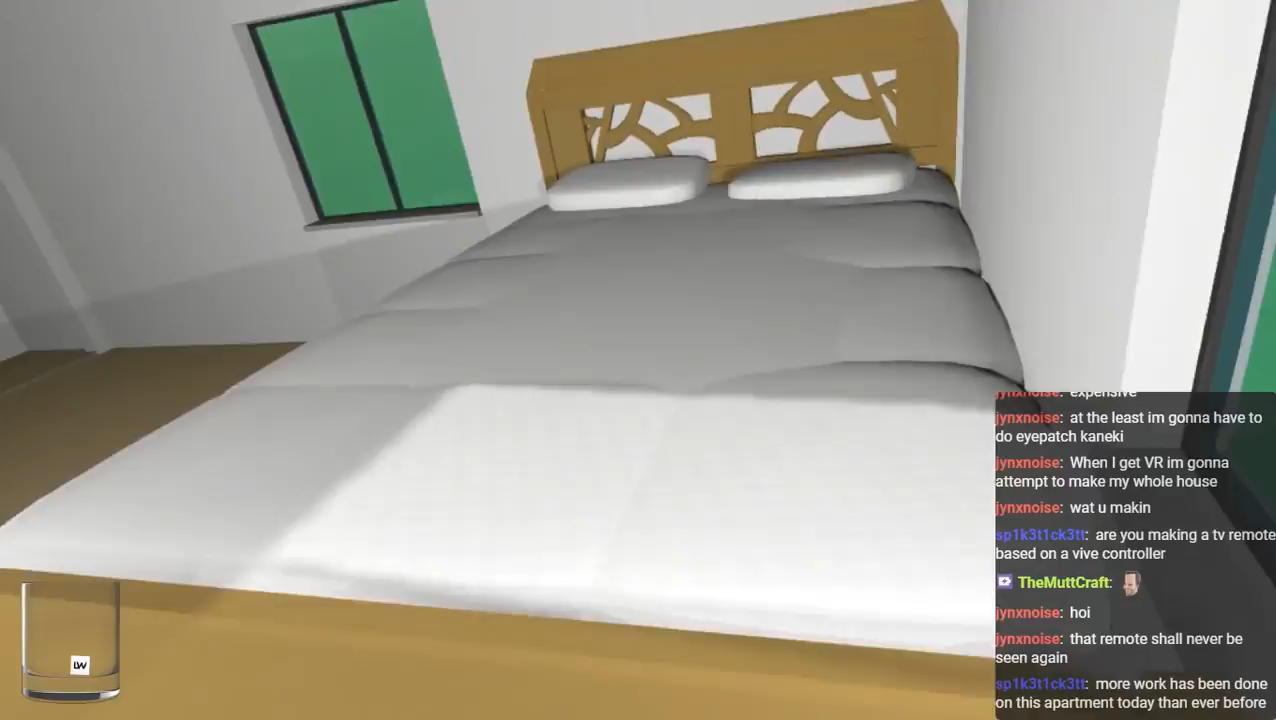 jynxnoise: expensive
jynxnoise: at the least im gonna have to
do eyepatch kaneki
jynxnoise: When I get VR im gonna
attempt to make my whole house
jynxnoise: wat u makin
sp1k3t1ck3tt: are you making a tv remote
based on a vive controller
TheMuttCraft:
jynxnoise: hoi
jynxnoise: that remote shall never be
seen again
sp1k3t1ck3tt: more work has been done
on this apartment today than ever before
LW